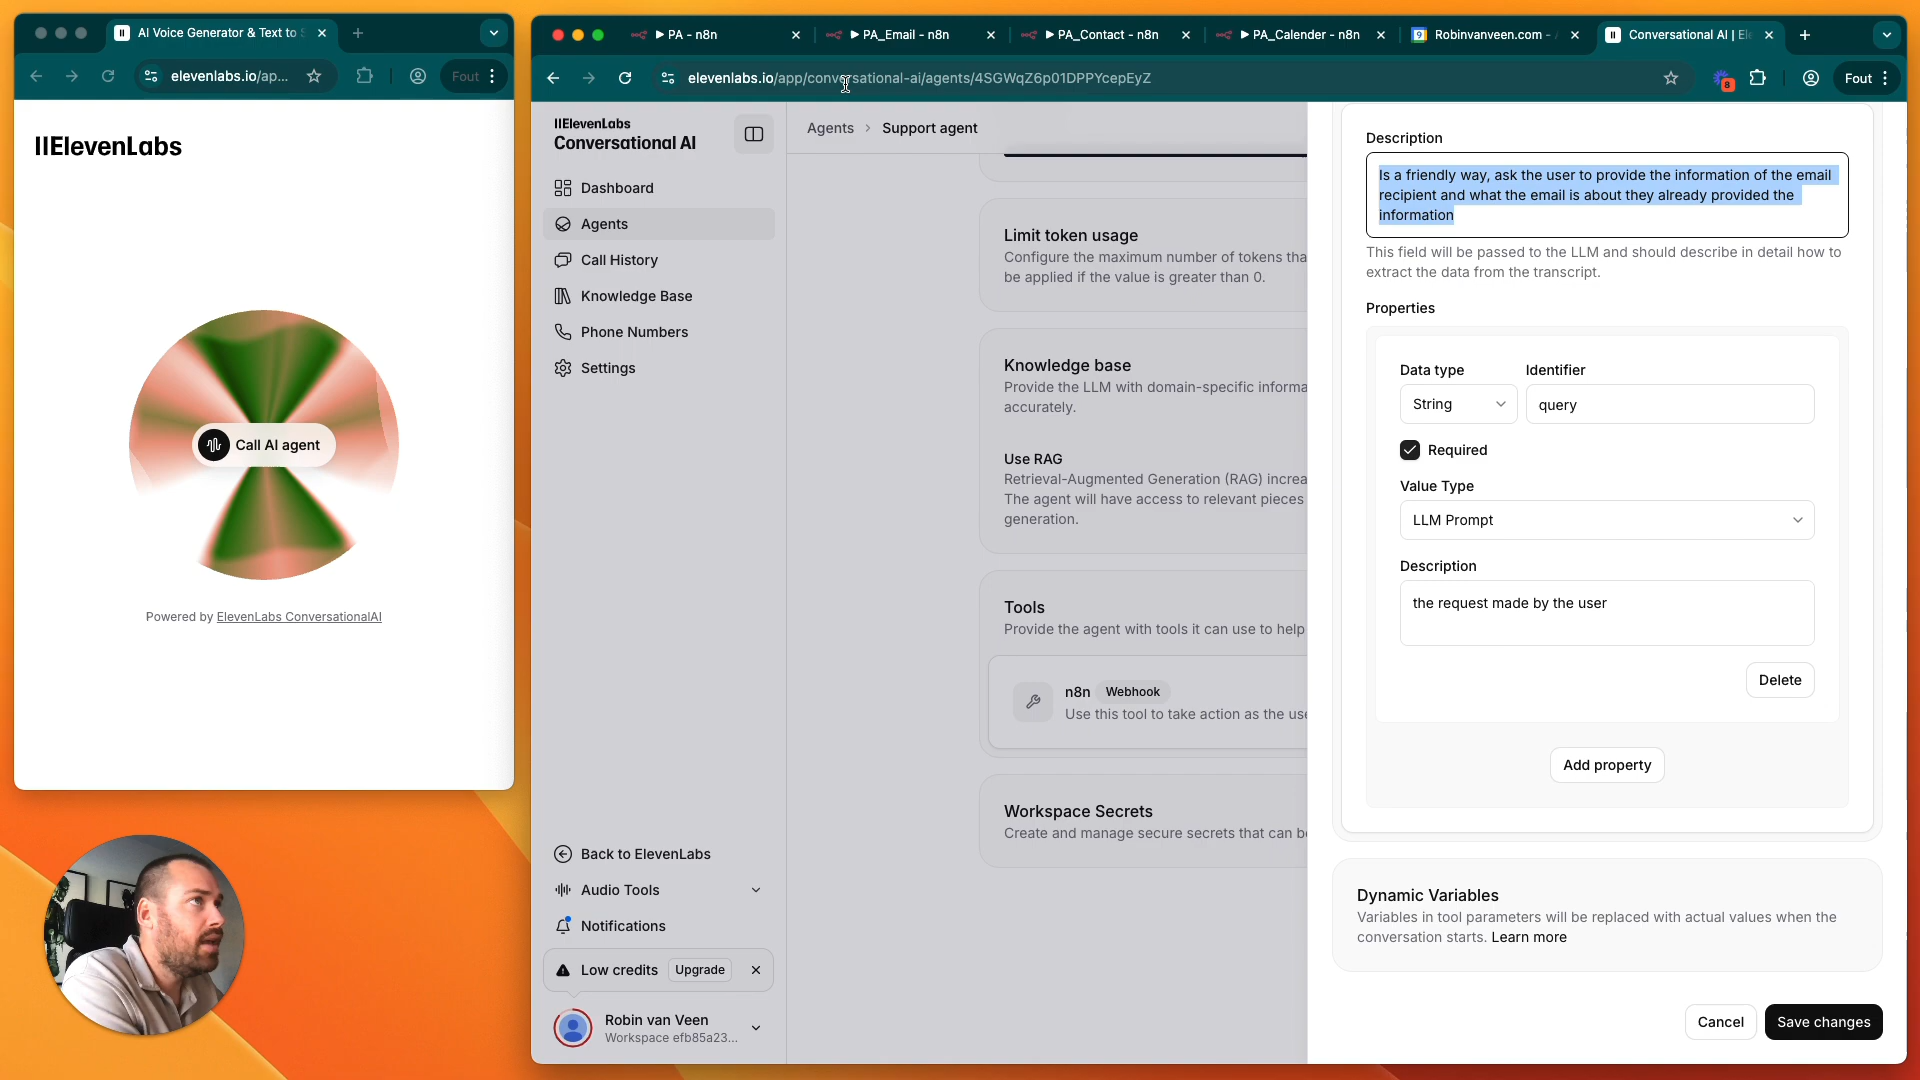 AI Voice Generator & Text to S
elevenlabs.io/ap...
Fout
IIElevenLabs
Call AI agent
Powered by ElevenLabs ConversationalAI
PA - n8n
PA_Email - n8n
PA_Contact - n8n
PA_Calender - n8n
9
Robinvanveen.com -
Conversational AI | Ele
elevenlabs.io/app/conversational-ai/agents/4SGWqZ6p01DPPYcepEyZ
8
Fout
IIElevenLabs
Conversational AI
Dashboard
Agents
Call History
Knowledge Base
Phone Numbers
Settings
Back to ElevenLabs
Audio Tools
Notifications
Low credits
Upgrade
Robin van Veen
Workspace efb85a23...
Agents > Support agent
Limit token usage
Configure the maximum number of tokens tha
be applied if the value is greater than 0.
Knowledge base
Provide the LLM with domain-specific informa
accurately.
Use RAG
Retrieval-Augmented Generation (RAG) increa
The agent will have access to relevant pieces
generation.
Tools
Provide the agent with tools it can use to help
n8n Webhook
Use this tool to take action as the use
Workspace Secrets
Create and manage secure secrets that can be
Description
Is a friendly way, ask the user to provide the information of the email
recipient and what the email is about they already provided the
information
This field will be passed to the LLM and should describe in detail how to
extract the data from the transcript.
Properties
Data type Identifier
String query
Required
Value Type
LLM Prompt
Description
the request made by the user
Delete
Add property
Dynamic Variables
Variables in tool parameters will be replaced with actual values when the
conversation starts. Learn more
Cancel
Save changes